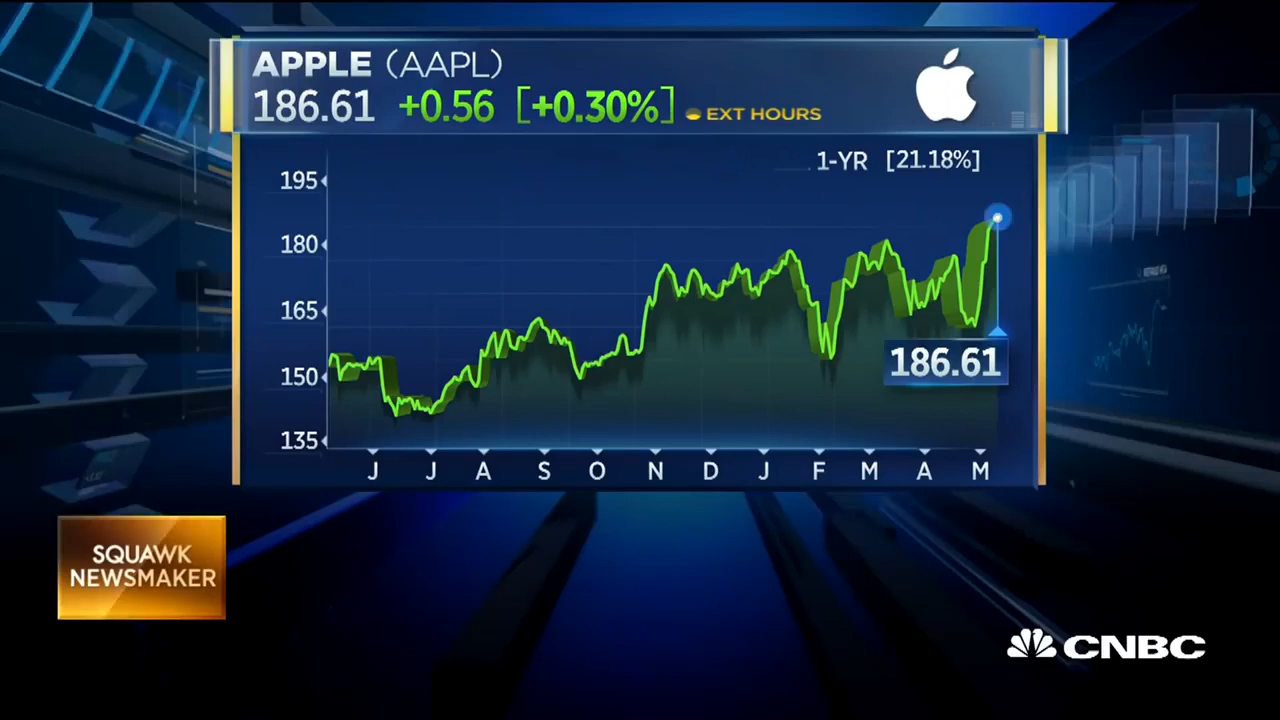 APPLE (AAPL)
186.61 +0.56 [+0.30%] EXT HOURS
1-YR [21.18%]
195
180
165
150
135
186.61
J J A S O N D J F M A M
SQUAWK
NEWSMAKER
CNBC